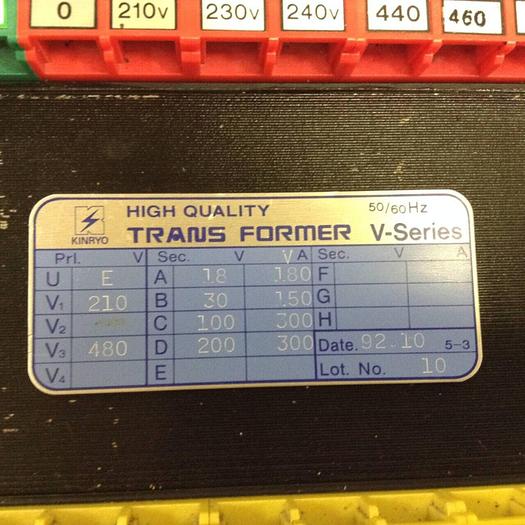 0 210v 230v 240v 440 460
HIGH QUALITY 50/60Hz
KINRYO TRANS FORMER V-Series
Pri. V Sec. V VA Sec. V A
U E A 18 180 F
V1 210 B 30 150 G
V2 C 100 300 H
V3 480 D 200 300 Date. 92.10 5-3
V4 E Lot. No. 10